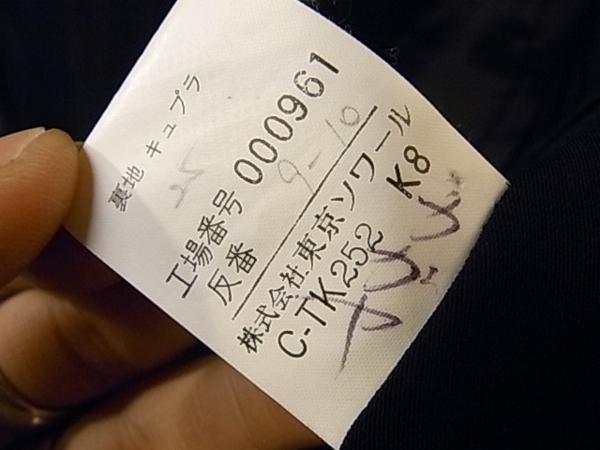 裏地 キュプラ
工場番号 000961
反番 9-10
株式会社東京ソワール
C-TK252 K8